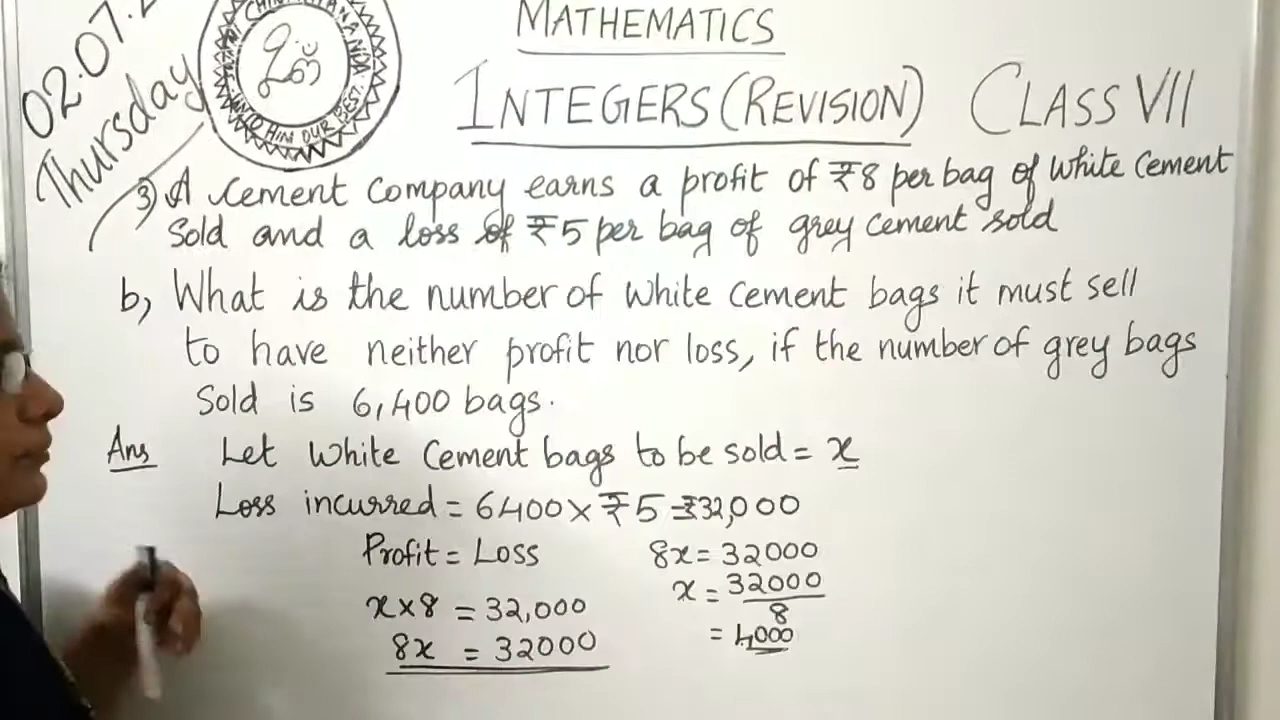 02.07.2
Thursday
MATHEMATICS
INTEGERS (REVISION) CLASS VII
3) A cement company earns a profit of ₹8 per bag of white cement
sold and a loss of ₹5 per bag of grey cement sold
b) What is the number of white cement bags it must sell
to have neither profit nor loss, if the number of grey bags
sold is 6,400 bags.
Ans Let white cement bags to be sold = x
Loss incurred = 6400 × ₹5 = ₹32,000
Profit = Loss
x × 8 = 32,000
8x = 32000
8x = 32000
x = 32000
8
= 4000